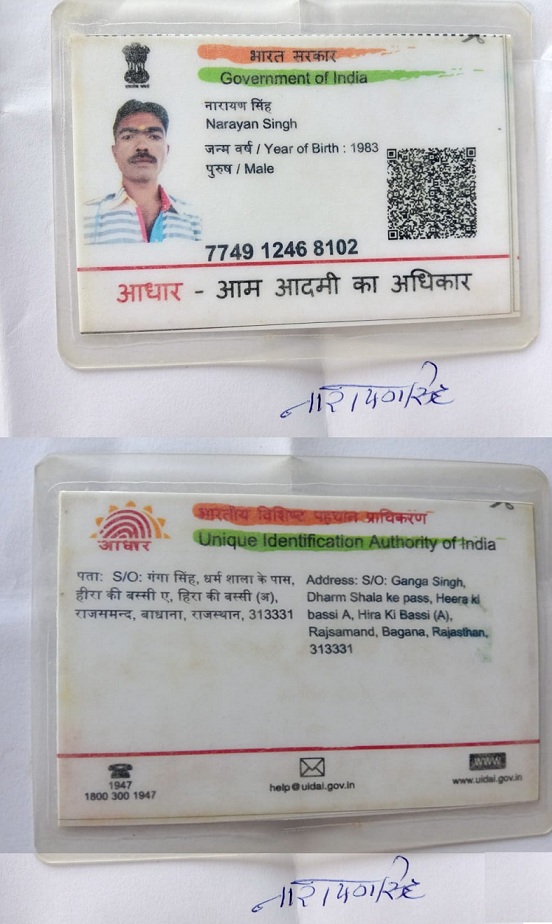 भारत सरकार
Government of India
नारायण सिंह
Narayan Singh
जन्म वर्ष / Year of Birth : 1983
पुरुष / Male
7749 1246 8102
आधार - आम आदमी का अधिकार
नारायणसिंह
भारतीय विशिष्ट पहचान प्राधिकरण
Unique Identification Authority of India
आधार
पता: S/O: गंगा सिंह, धर्म शाला के पास,
हीरा की बस्सी ए, हिरा की बस्सी (अ),
राजसमन्द, बाघाना, राजस्थान, 313331
Address: S/O: Ganga Singh,
Dharm Shala ke pass, Heera ki
bassi A, Hira Ki Bassi (A),
Rajsamand, Bagana, Rajasthan,
313331
1947
1800 300 1947
help@uidai.gov.in
WWW
www.uidai.gov.in
नारायणसिंह